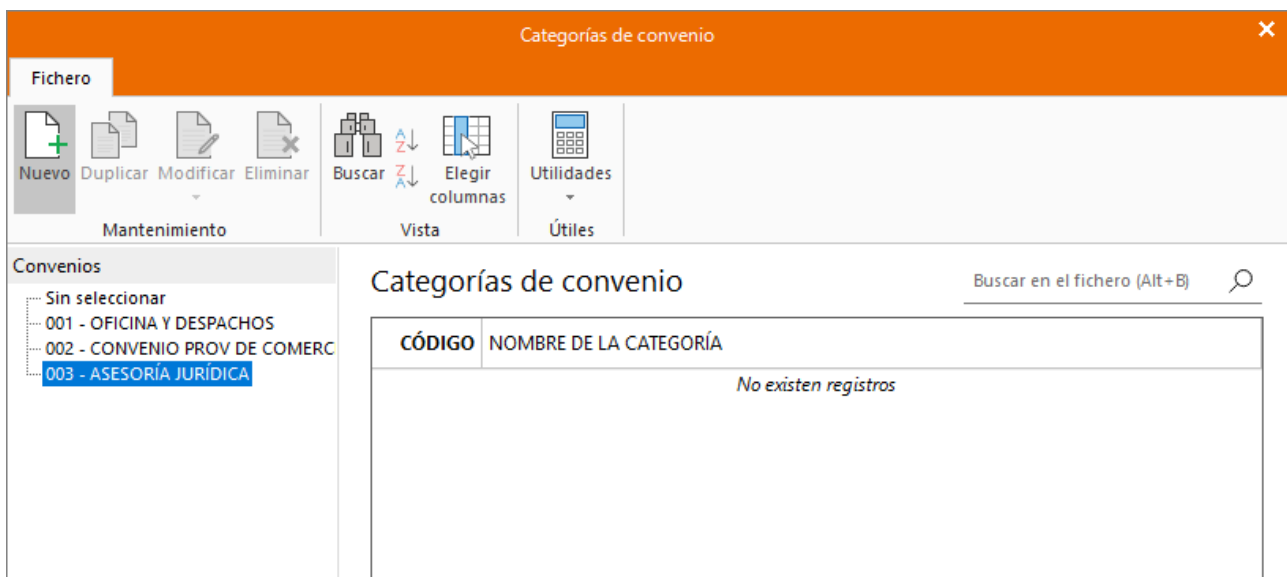 Categorías de convenio
Fichero
Nuevo Duplicar Modificar Eliminar
Mantenimiento
Buscar
A
Z
Z
A
Elegir
columnas
Vista
Utilidades
Útiles
Convenios
Sin seleccionar
001 - OFICINA Y DESPACHOS
002 - CONVENIO PROV DE COMERC
003 - ASESORÍA JURÍDICA
Categorías de convenio
Buscar en el fichero (Alt+B)
CÓDIGO NOMBRE DE LA CATEGORÍA
No existen registros